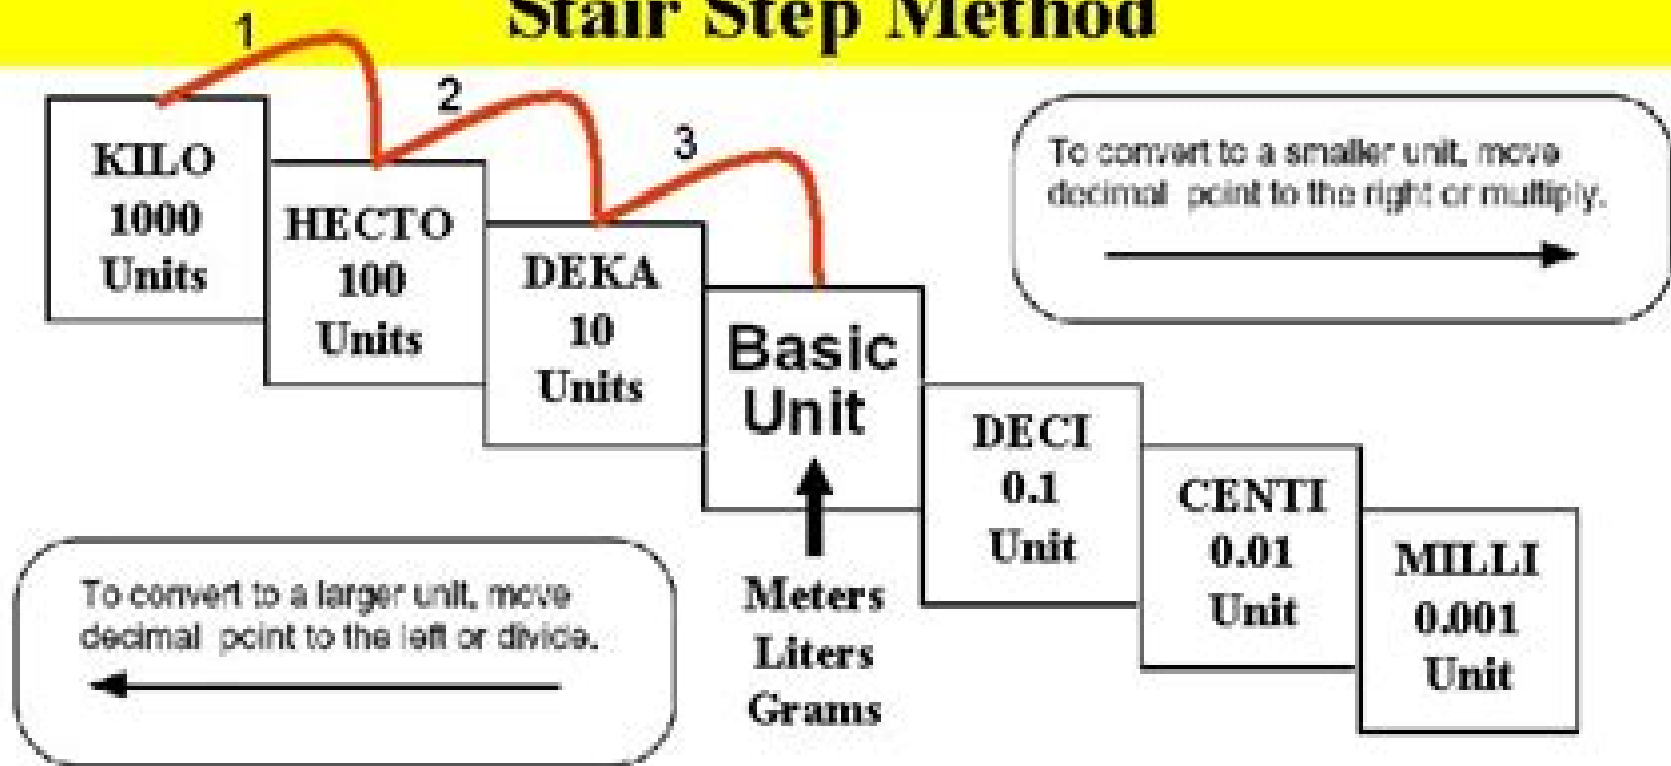 Stair Step Method
1
2
3
KILO
1000
Units
HECTO
100
Units
DEKA
10
Units
Basic
Unit
DECI
0.1
Unit
CENTI
0.01
Unit
MILLI
0.001
Unit
To convert to a smaller unit, move
decimal point to the right or multiply.
To convert to a larger unit, move
decimal point to the left or divide.
Meters
Liters
Grams